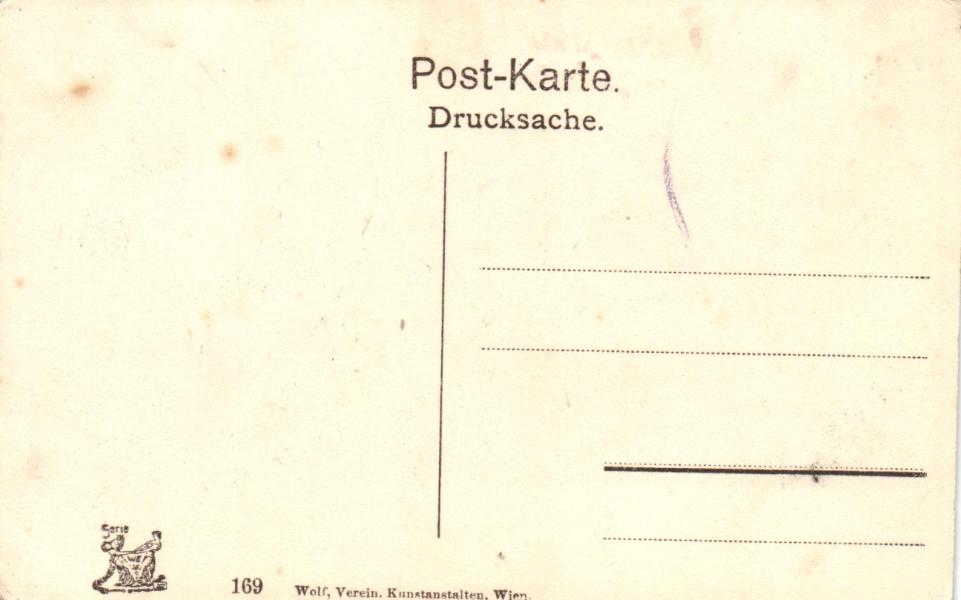 Post-Karte.
Drucksache.
Serie
169 Wolf, Verein. Kunstanstalten, Wien.